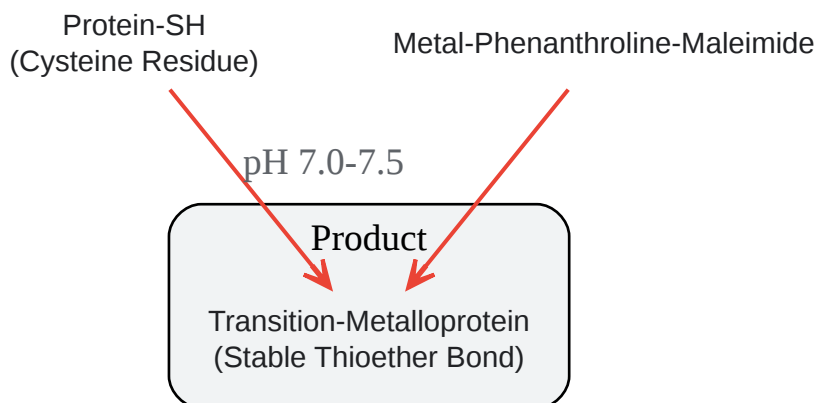 Protein-SH
(Cysteine Residue)
Metal-Phenanthroline-Maleimide
pH 7.0-7.5
Product
Transition-Metalloprotein
(Stable Thioether Bond)